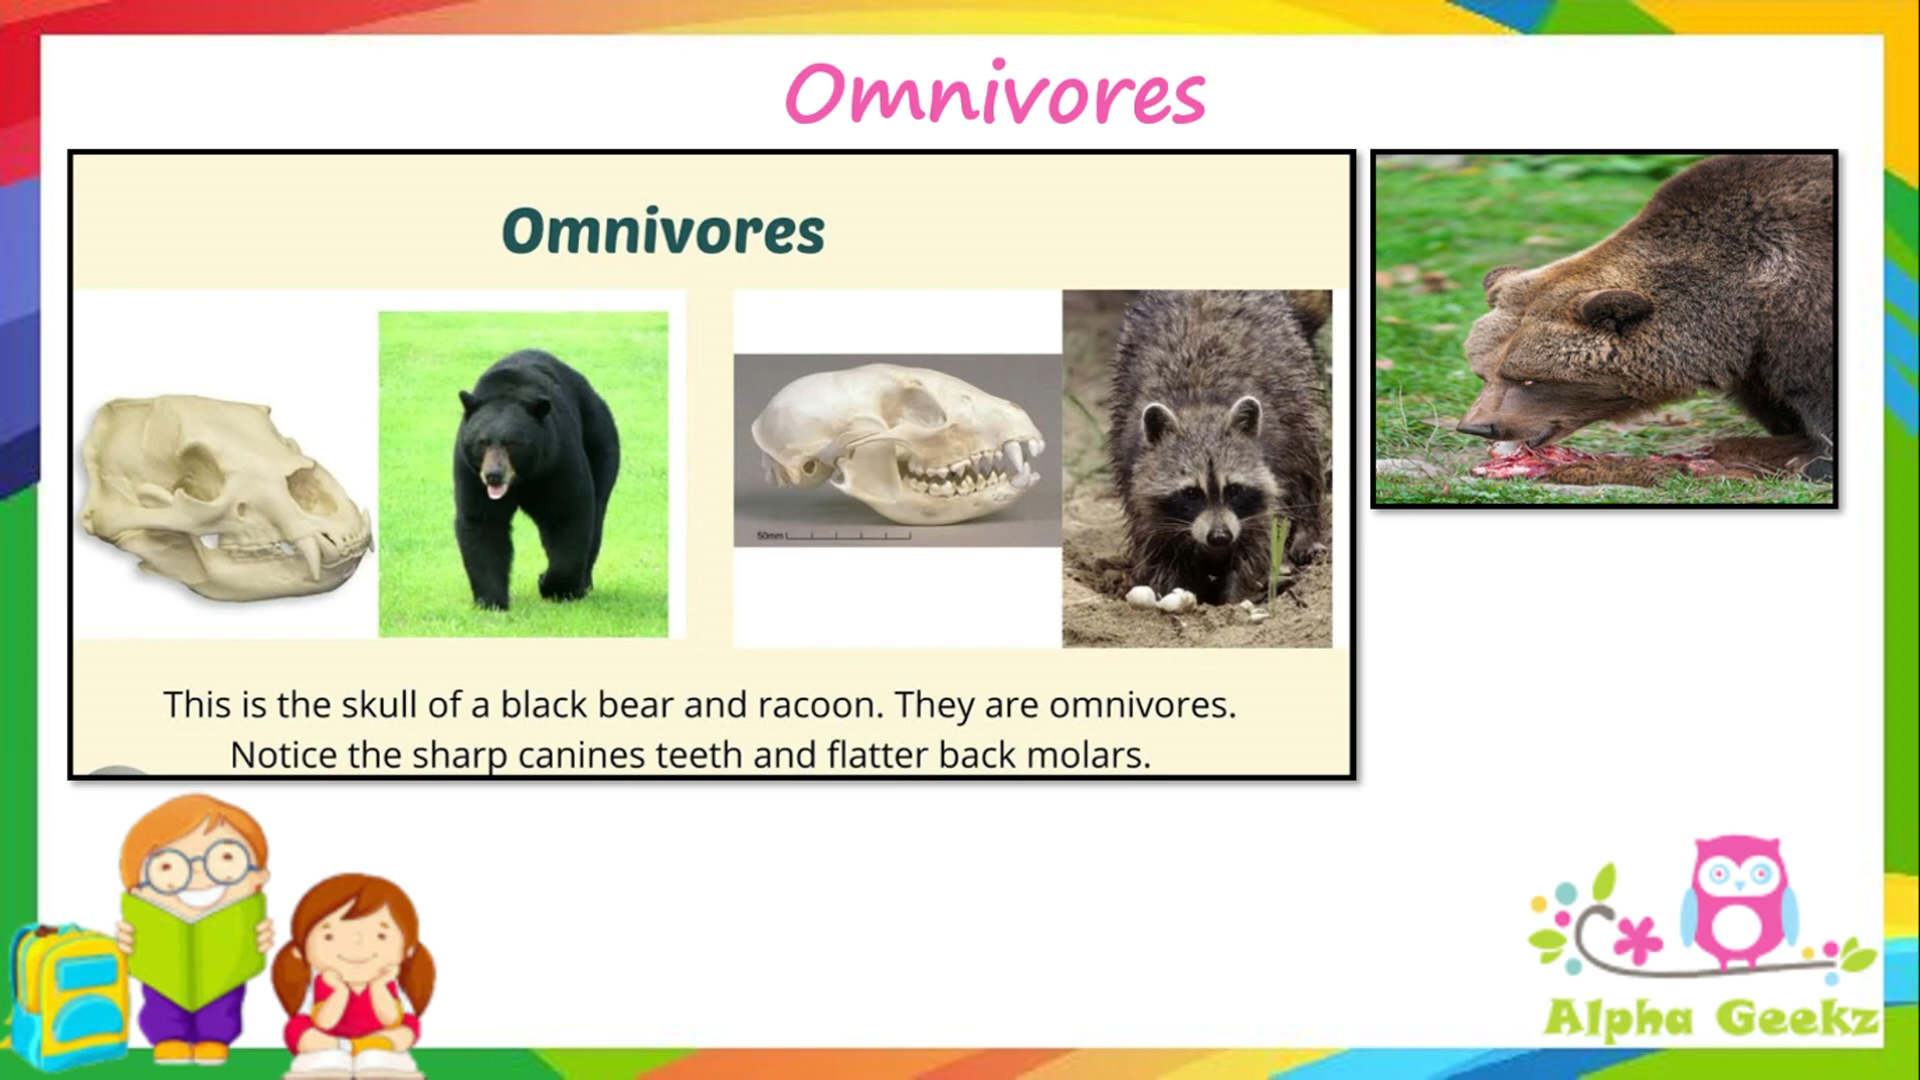 Omnivores
Omnivores
50mm
This is the skull of a black bear and racoon. They are omnivores.
Notice the sharp canines teeth and flatter back molars.
Alpha Geekz